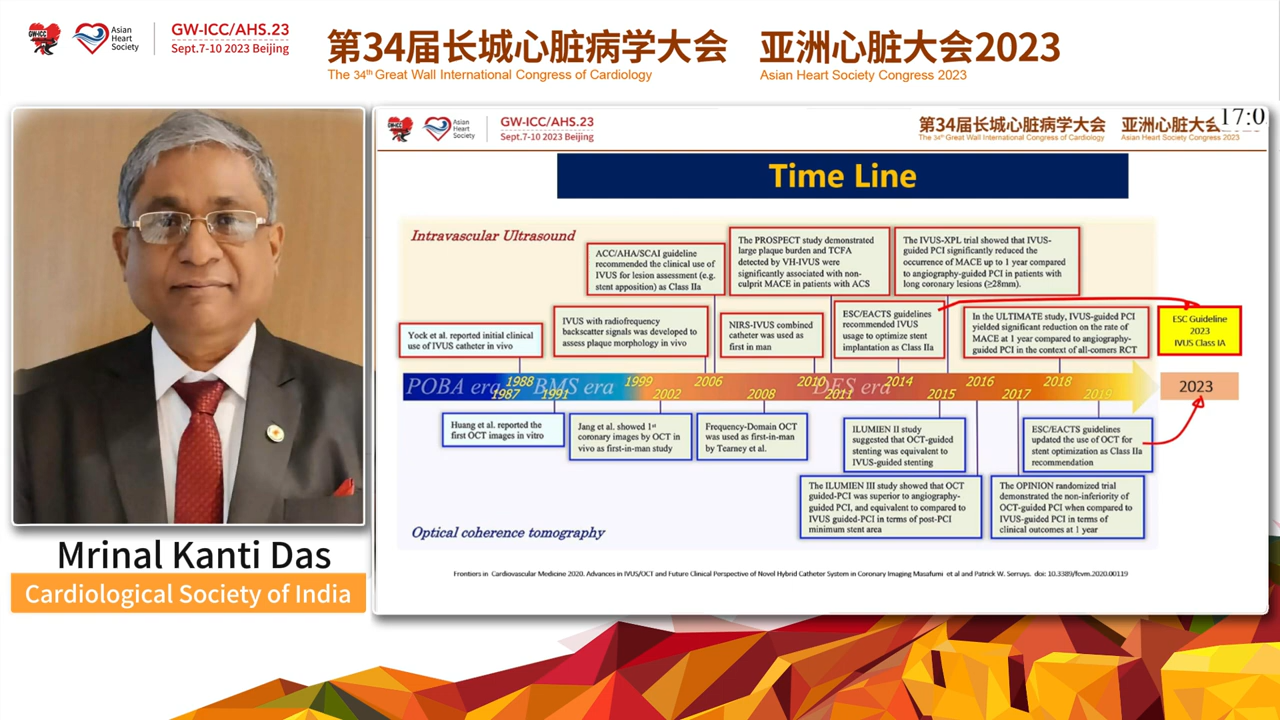 GW-ICC
Asian
Heart
Society
GW-ICC/AHS.23
Sept.7-10 2023 Beijing
第34届长城心脏病学大会 亚洲心脏大会2023
The 34th Great Wall International Congress of Cardiology Asian Heart Society Congress 2023
Mrinal Kanti Das
Cardiological Society of India
GW-ICC
Asian
Heart
Society
GW-ICC/AHS.23
Sept.7-10 2023 Beijing
第34届长城心脏病学大会 亚洲心脏大会
The 34th Great Wall International Congress of Cardiology Asian Heart Society Congress 2023
17:0
Time Line
Intravascular Ultrasound
ACC/AHA/SCAI guideline
recommended the clinical use of
IVUS for lesion assessment (e.g.
stent apposition) as Class IIa
The PROSPECT study demonstrated
large plaque burden and TCFA
detected by VH-IVUS were
significantly associated with non-
culprit MACE in patients with ACS
The IVUS-XPL trial showed that IVUS-
guided PCI significantly reduced the
occurrence of MACE up to 1 year compared
to angiography-guided PCI in patients with
long coronary lesions (≥28mm).
Yock et al. reported initial clinical
use of IVUS catheter in vivo
IVUS with radiofrequency
backscatter signals was developed to
assess plaque morphology in vivo
NIRS-IVUS combined
catheter was used as
first in man
ESC/EACTS guidelines
recommended IVUS
usage to optimize stent
implantation as Class IIa
In the ULTIMATE study, IVUS-guided PCI
yielded significant reduction on the rate of
MACE at 1 year compared to angiography-
guided PCI in the context of all-comers RCT
ESC Guideline
2023
IVUS Class IA
POBA era BMS era DES era
1988 1999 2006 2010 2014 2016 2018
1987 1991 2002 2008 2011 2015 2017 2019
2023
Huang et al. reported
the first OCT images in vitro
Jang et al. showed 1st
coronary images by OCT in
vivo as first-in-man study
Frequency-Domain OCT
was used as first-in-man
by Tearney et al.
ILUMIEN II study
suggested that OCT-guided
stenting was equivalent to
IVUS-guided stenting
ESC/EACTS guidelines
updated the use of OCT for
stent optimization as Class IIa
recommendation
The ILUMIEN III study showed that OCT
guided-PCI was superior to angiography-
guided PCI, and equivalent to compared to
IVUS guided-PCI in terms of post-PCI
minimum stent area
The OPINION randomized trial
demonstrated the non-inferiority of
OCT-guided PCI when compared to
IVUS-guided PCI in terms of
clinical outcomes at 1 year
Optical coherence tomography
Frontiers in Cardiovascular Medicine 2020. Advances in IVUS/OCT and Future Clinical Perspective of Novel Hybrid Catheter System in Coronary Imaging Masafumi et al and Patrick W. Serruys. doi: 10.3389/fcvm.2020.00119